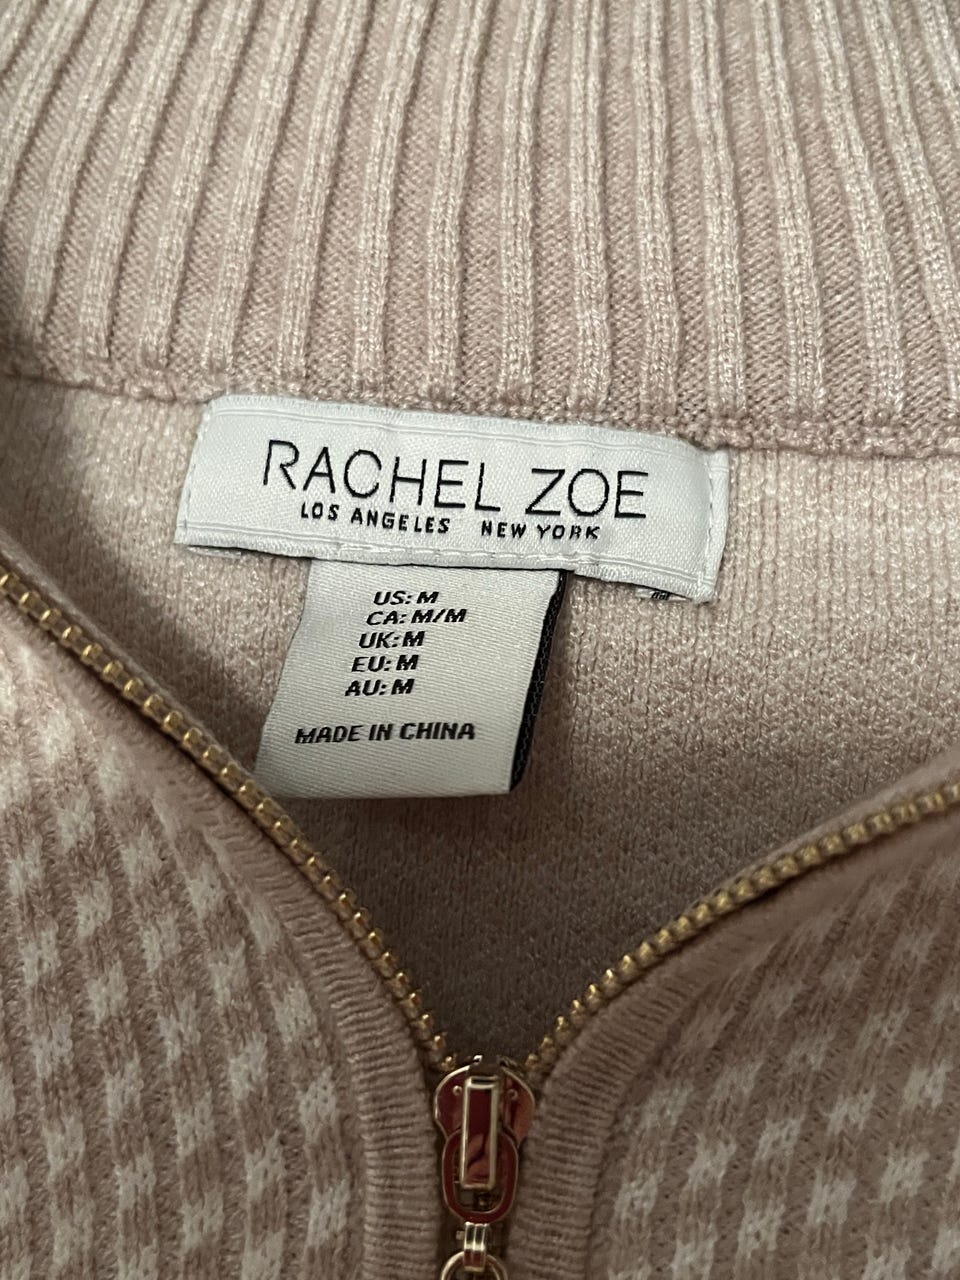 RACHEL ZOE
LOS ANGELES NEW YORK
US: M
CA: M/M
UK: M
EU: M
AU: M
MADE IN CHINA